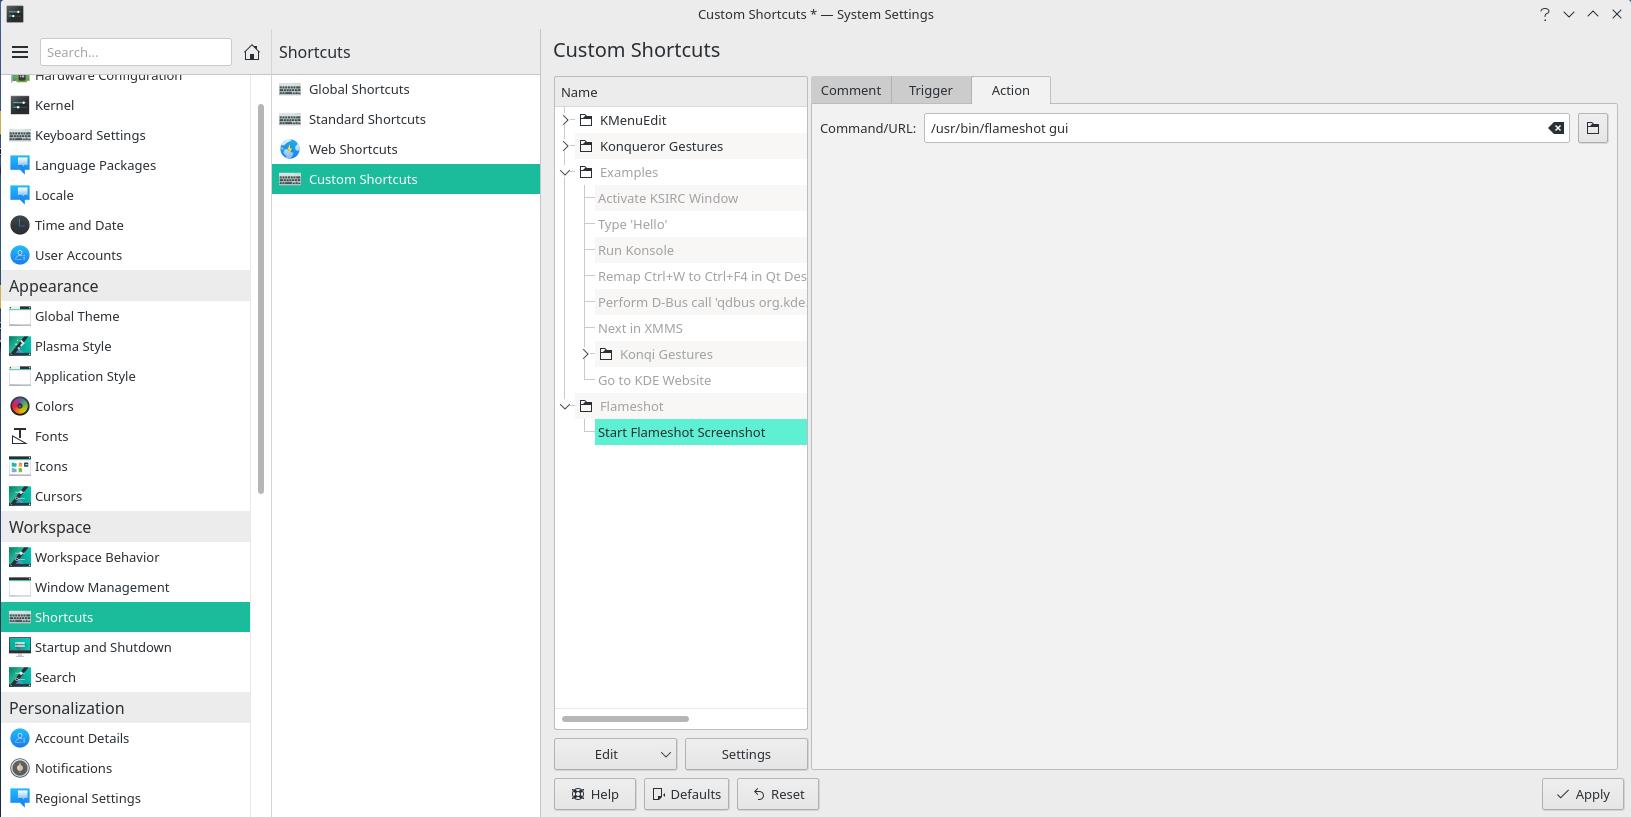 Custom Shortcuts * — System Settings
Search...
Hardware Configuration
Kernel
Keyboard Settings
Language Packages
Locale
Time and Date
User Accounts
Appearance
Global Theme
Plasma Style
Application Style
Colors
Fonts
Icons
Cursors
Workspace
Workspace Behavior
Window Management
Shortcuts
Startup and Shutdown
Search
Personalization
Account Details
Notifications
Regional Settings
Shortcuts
Global Shortcuts
Standard Shortcuts
Web Shortcuts
Custom Shortcuts
Custom Shortcuts
Name
KMenuEdit
Konqueror Gestures
Examples
Activate KSIRC Window
Type 'Hello'
Run Konsole
Remap Ctrl+W to Ctrl+F4 in Qt Des
Perform D-Bus call 'qdbus org.kde.
Next in XMMS
Konqi Gestures
Go to KDE Website
Flameshot
Start Flameshot Screenshot
Edit
Settings
Comment
Trigger
Action
Command/URL: /usr/bin/flameshot gui
Help
Defaults
Reset
Apply